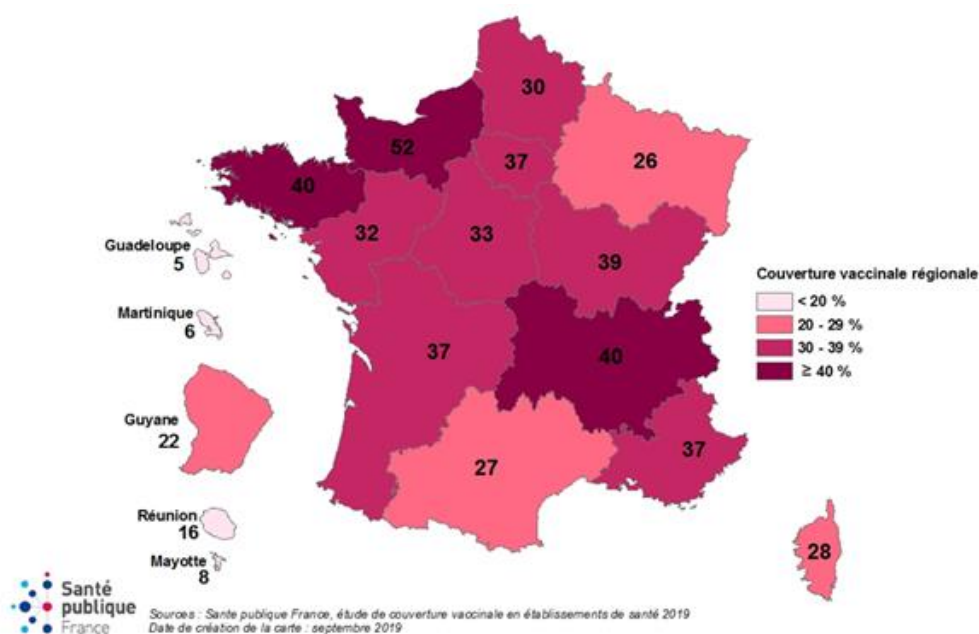 30
52
37
26
40
32
33
39
Guadeloupe
5
Couverture vaccinale régionale
< 20 %
20 - 29 %
30 - 39 %
≥ 40 %
Martinique
6
37
40
Guyane
22
27
37
Réunion
16
Mayotte
8
28
Santé
publique
France
Sources : Sante publique France, étude de couverture vaccinale en établissements de santé 2019
Date de création de la carte : septembre 2019